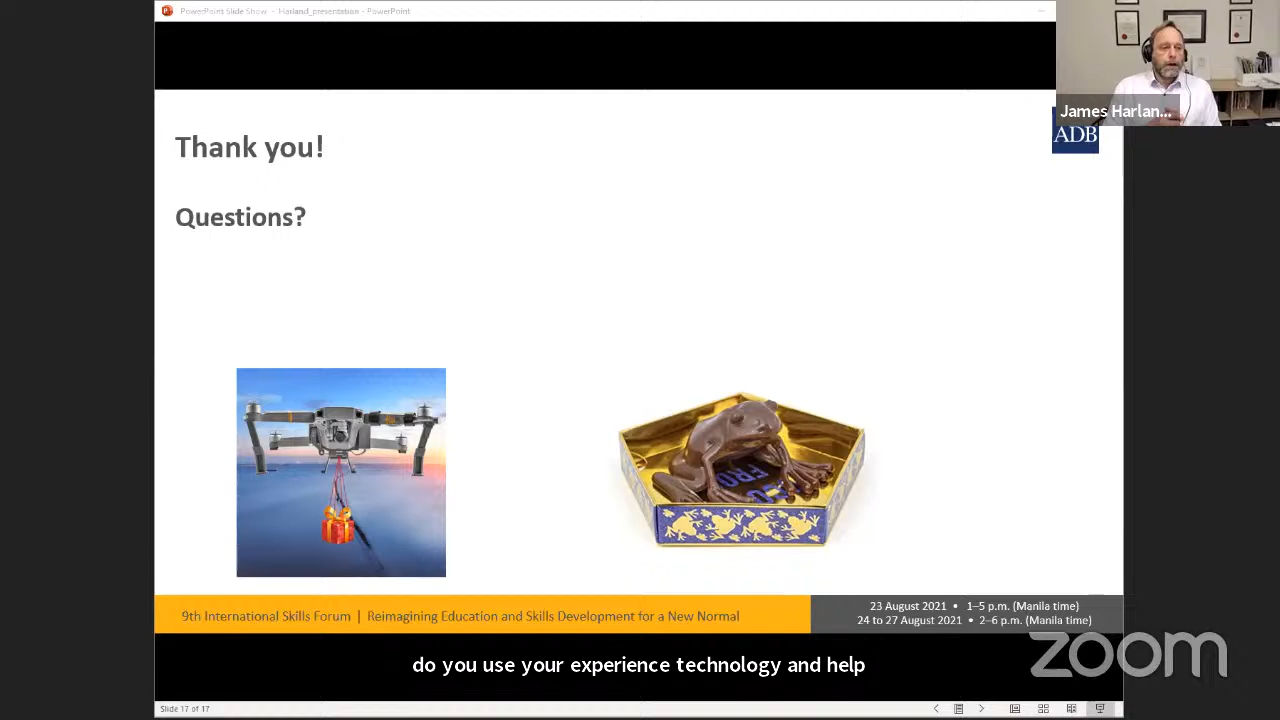 PowerPoint Slide Show - Harland_presentation - PowerPoint
James Harlan...
ADB
Thank you!
Questions?
FRO
9th International Skills Forum | Reimagining Education and Skills Development for a New Normal
23 August 2021 • 1–5 p.m. (Manila time)
24 to 27 August 2021 • 2–6 p.m. (Manila time)
do you use your experience technology and help
zoom
Slide 17 of 17